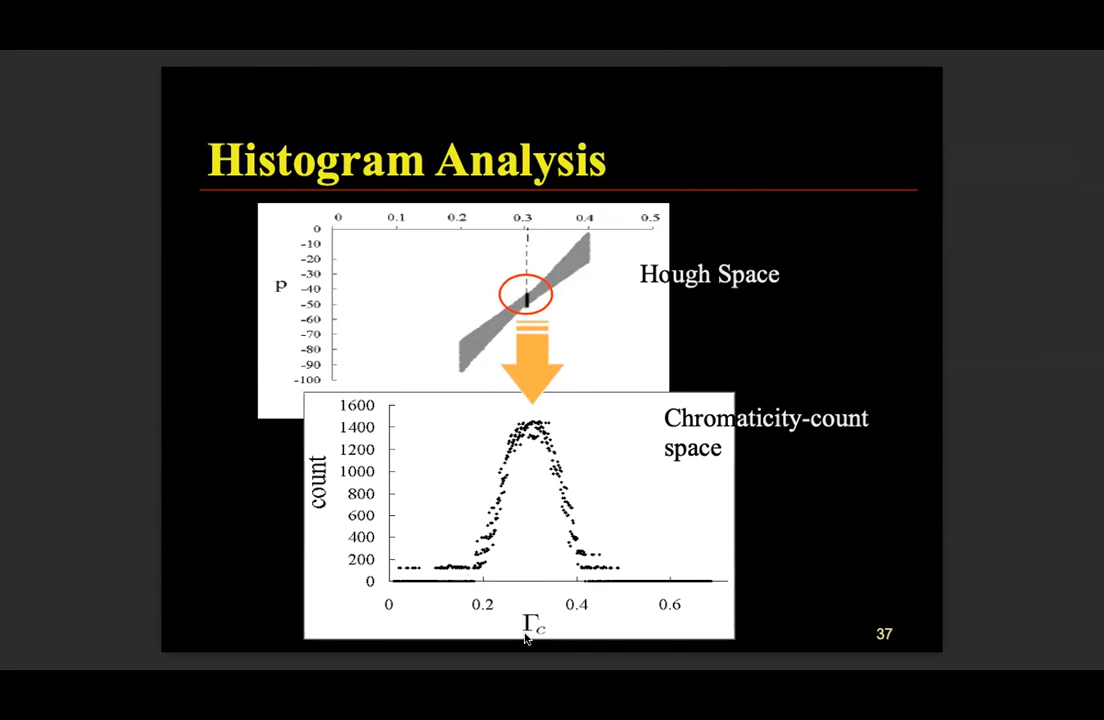 Histogram Analysis
0 0.1 0.2 0.3 0.4 0.5
0
-10
-20
-30
-40
-50
-60
-70
-80
-90
-100
p
Hough Space
1600
1400
1200
1000
800
600
400
200
0
count
Chromaticity-count
space
0 0.2 0.4 0.6
Γc
37